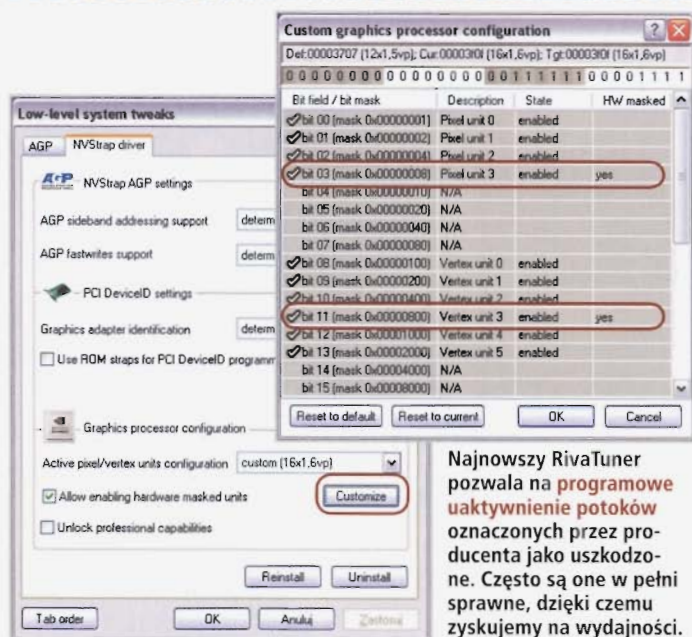 Custom graphics processor configuration
Def:00003707 (12x1,5vp); Cur:00003f0f (16x1,6vp); Tgt:00003f0f (16x1,6vp)
0 0 0 0 0 0 0 0 0 0 0 0 0 0 0 0 0 0 1 1 1 1 1 1 0 0 0 0 1 1 1 1
Bit field / bit mask Description State HW masked
bit 00 (mask 0x00000001) Pixel unit 0 enabled
bit 01 (mask 0x00000002) Pixel unit 1 enabled
bit 02 (mask 0x00000004) Pixel unit 2 enabled
bit 03 (mask 0x00000008) Pixel unit 3 enabled yes
bit 04 (mask 0x00000010) N/A
bit 05 (mask 0x00000020) N/A
bit 06 (mask 0x00000040) N/A
bit 07 (mask 0x00000080) N/A
bit 08 (mask 0x00000100) Vertex unit 0 enabled
bit 09 (mask 0x00000200) Vertex unit 1 enabled
bit 10 (mask 0x00000400) Vertex unit 2 enabled
bit 11 (mask 0x00000800) Vertex unit 3 enabled yes
bit 12 (mask 0x00001000) Vertex unit 4 enabled
bit 13 (mask 0x00002000) Vertex unit 5 enabled
bit 14 (mask 0x00004000) N/A
bit 15 (mask 0x00008000) N/A
Reset to default Reset to current OK Cancel
Low-level system tweaks
AGP NVStrap driver
NVStrap AGP settings
AGP sideband addressing support determ
AGP fastwrites support determ
PCI DeviceID settings
Graphics adapter identification determ
Use ROM straps for PCI DeviceID programm
Graphics processor configuration
Active pixel/vertex units configuration custom (16x1,6vp)
Allow enabling hardware masked units Customize
Unlock professional capabilities
Reinstall Uninstall
Tab order OK Anuluj Zastosuj
Najnowszy RivaTuner
pozwala na programowe
uaktywnienie potoków
oznaczonych przez pro-
ducenta jako uszkodzo-
ne. Często są one w pełni
sprawne, dzięki czemu
zyskujemy na wydajności.